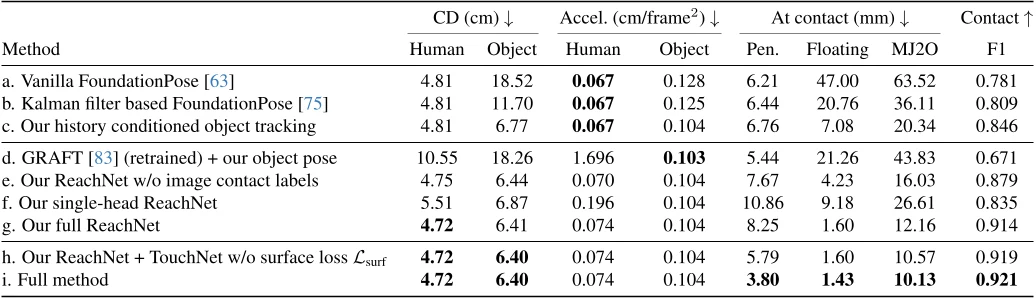 CD (cm) ↓ Accel. (cm/frame²) ↓ At contact (mm) ↓ Contact ↑
Method Human Object Human Object Pen. Floating MJ2O F1
a. Vanilla FoundationPose [63] 4.81 18.52 0.067 0.128 6.21 47.00 63.52 0.781
b. Kalman filter based FoundationPose [75] 4.81 11.70 0.067 0.125 6.44 20.76 36.11 0.809
c. Our history conditioned object tracking 4.81 6.77 0.067 0.104 6.76 7.08 20.34 0.846
d. GRAFT [83] (retrained) + our object pose 10.55 18.26 1.696 0.103 5.44 21.26 43.83 0.671
e. Our ReachNet w/o image contact labels 4.75 6.44 0.070 0.104 7.67 4.23 16.03 0.879
f. Our single-head ReachNet 5.51 6.87 0.196 0.104 10.86 9.18 26.61 0.835
g. Our full ReachNet 4.72 6.41 0.074 0.104 8.25 1.60 12.16 0.914
h. Our ReachNet + TouchNet w/o surface loss ℒsurf 4.72 6.40 0.074 0.104 5.79 1.60 10.57 0.919
i. Full method 4.72 6.40 0.074 0.104 3.80 1.43 10.13 0.921